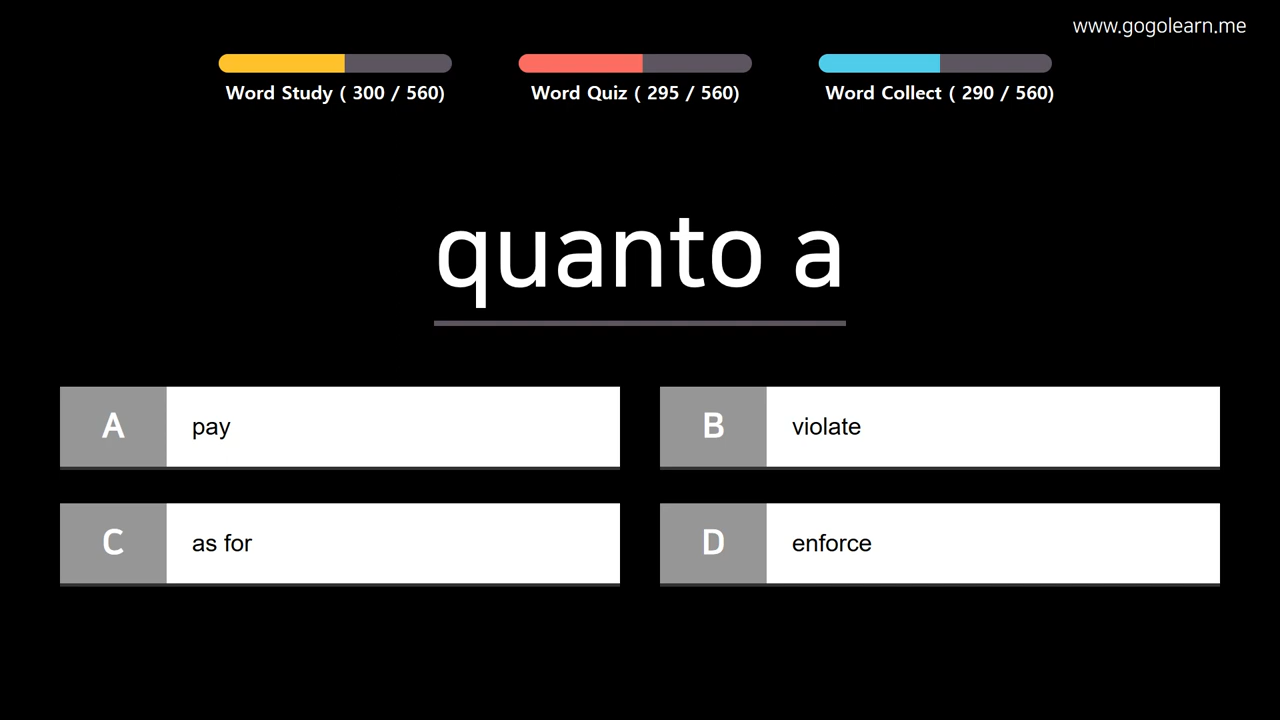 www.gogolearn.me
Word Study ( 300 / 560)
Word Quiz ( 295 / 560)
Word Collect ( 290 / 560)
quanto a
A
pay
B
violate
C
as for
D
enforce